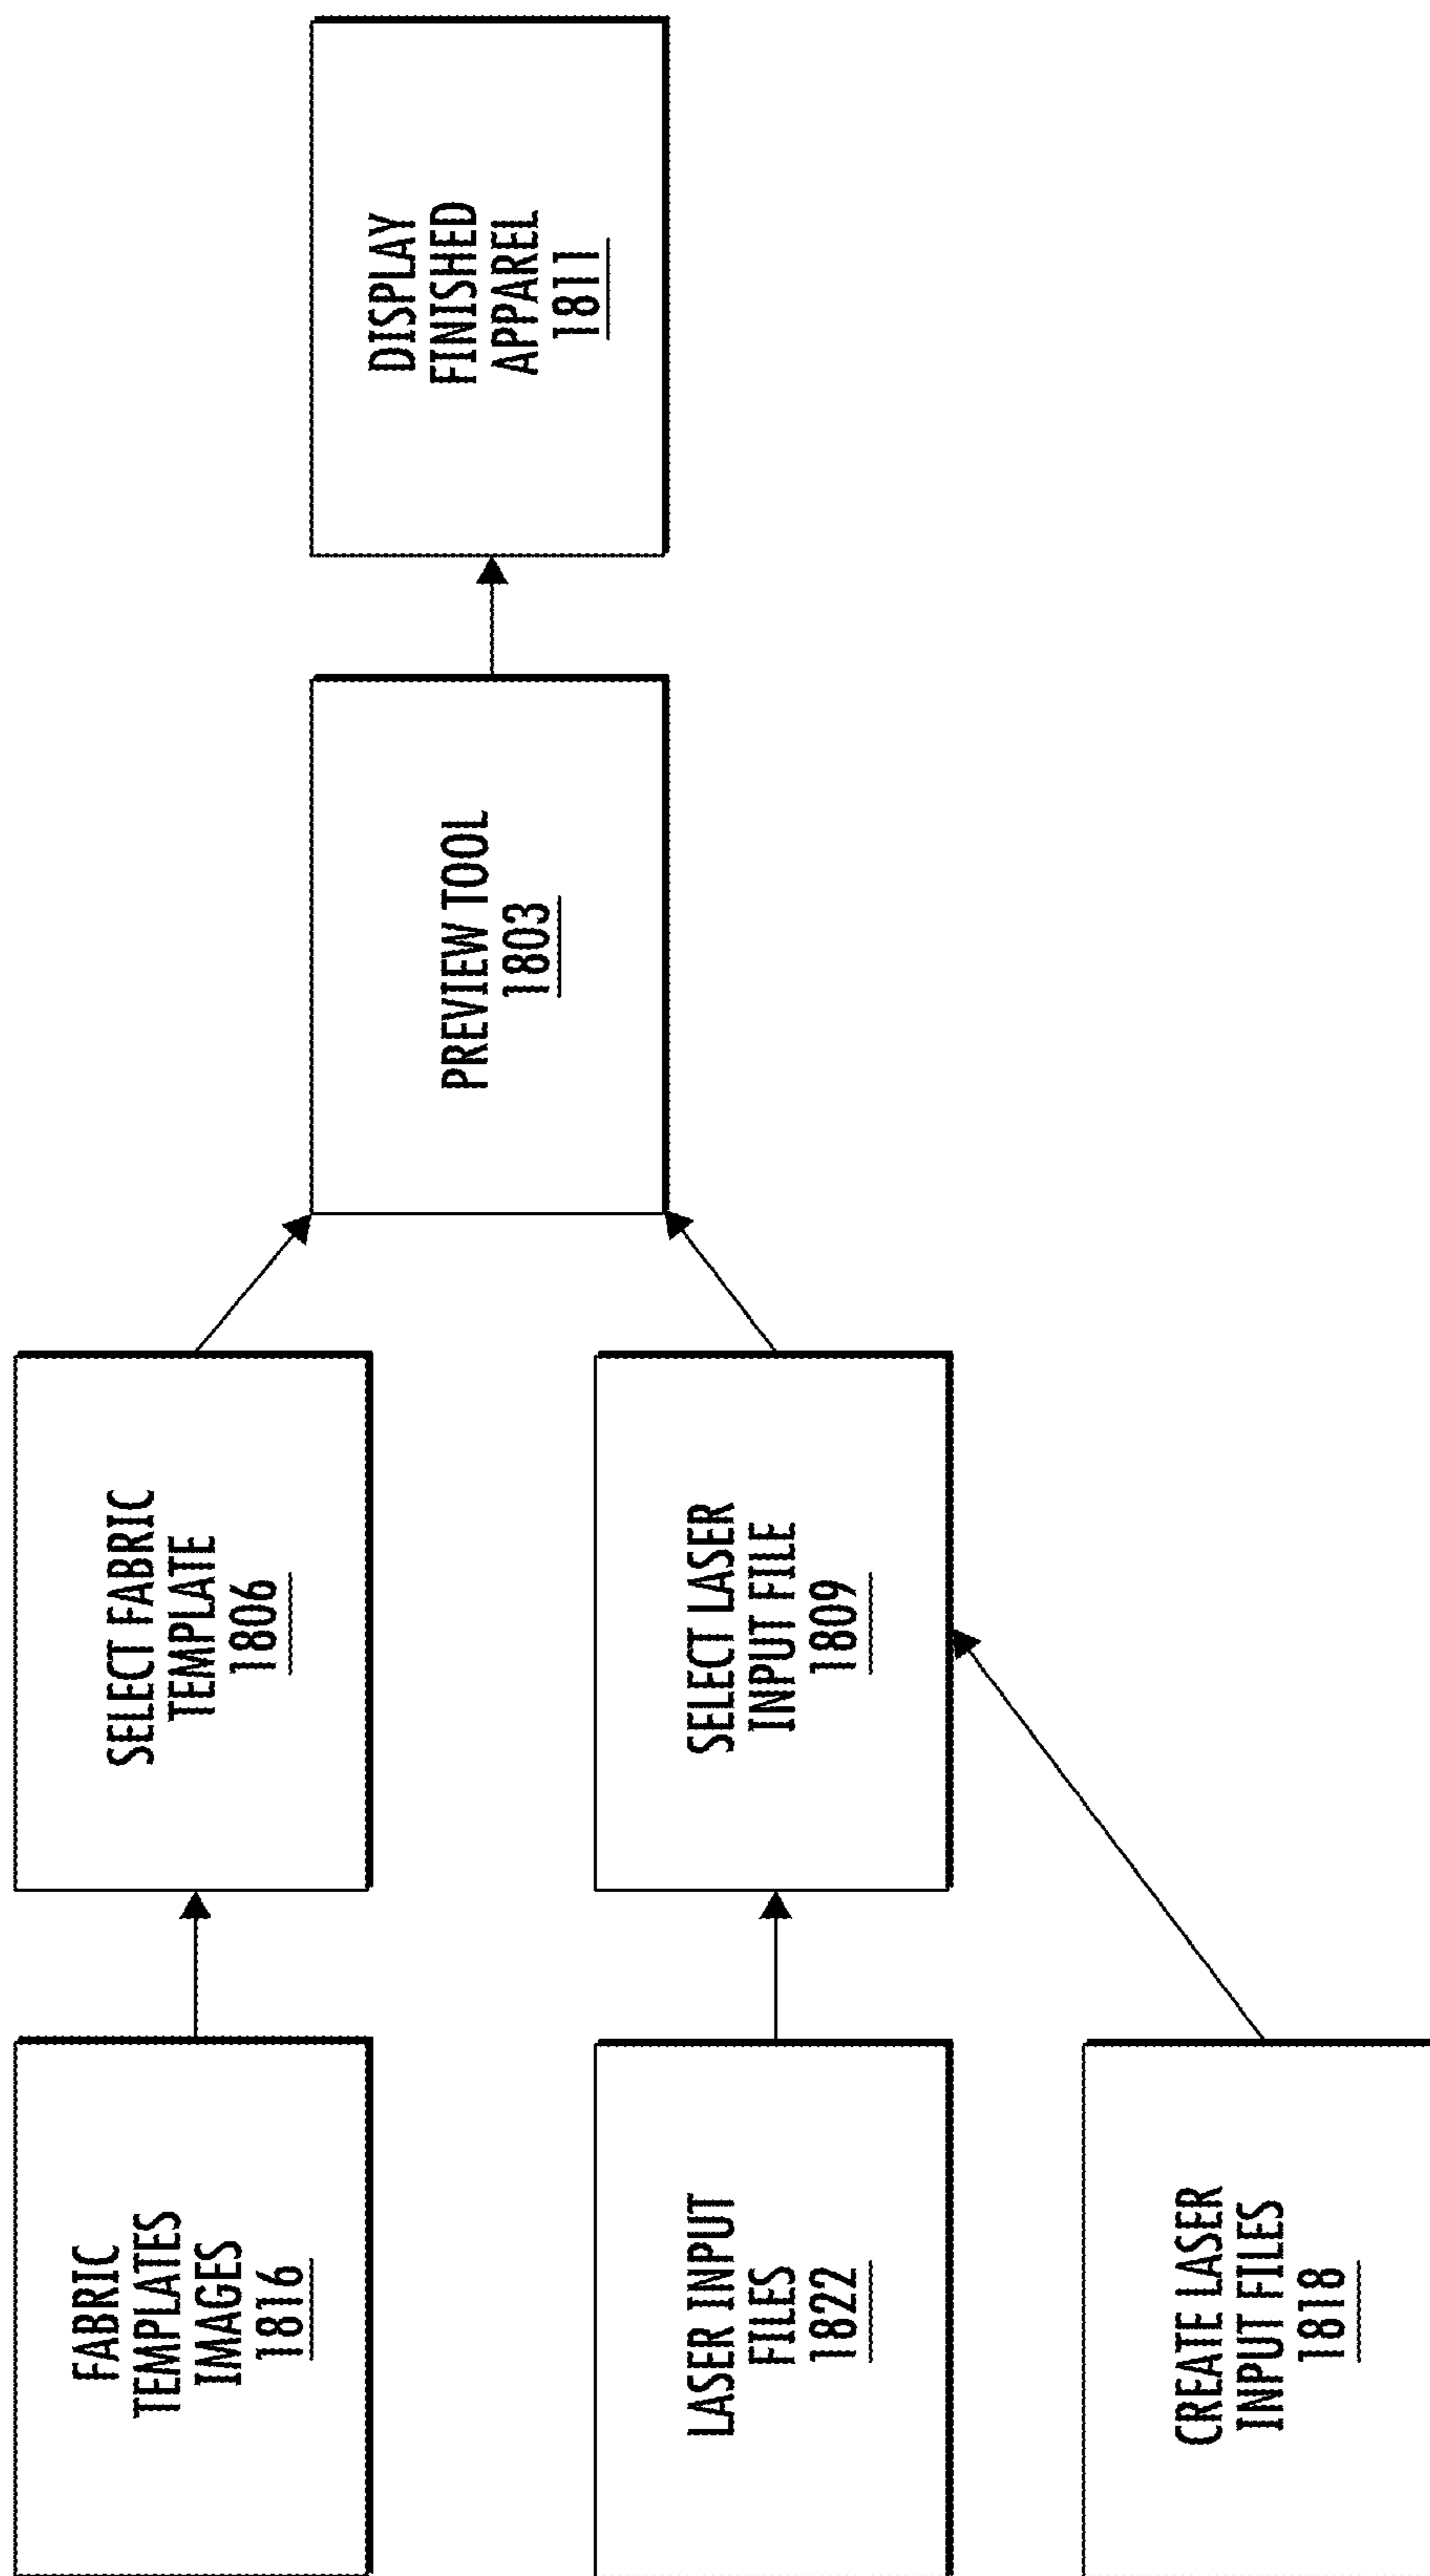 FABRIC
TEMPLATES
IMAGES
1816
SELECT FABRIC
TEMPLATE
1806
LASER INPUT
FILES
1822
SELECT LASER
INPUT FILE
1809
CREATE LASER
INPUT FILES
1818
PREVIEW TOOL
1803
DISPLAY
FINISHED
APPAREL
1811